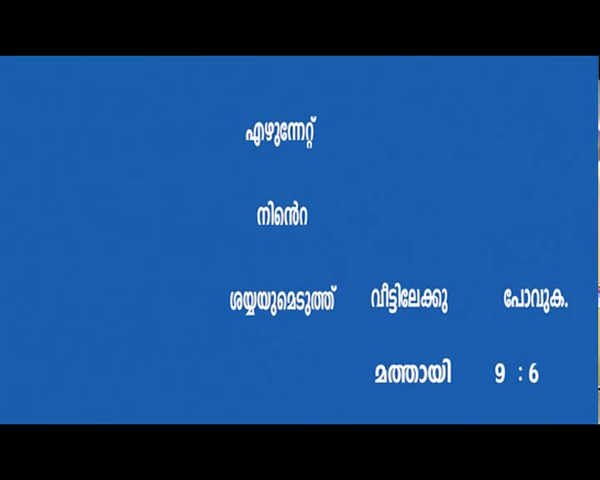 എഴുന്നേറ്റ്
നിൻെറ
ശയ്യയുമെടുത്ത് വീട്ടിലേക്കു പോവുക.
മത്തായി 9 : 6